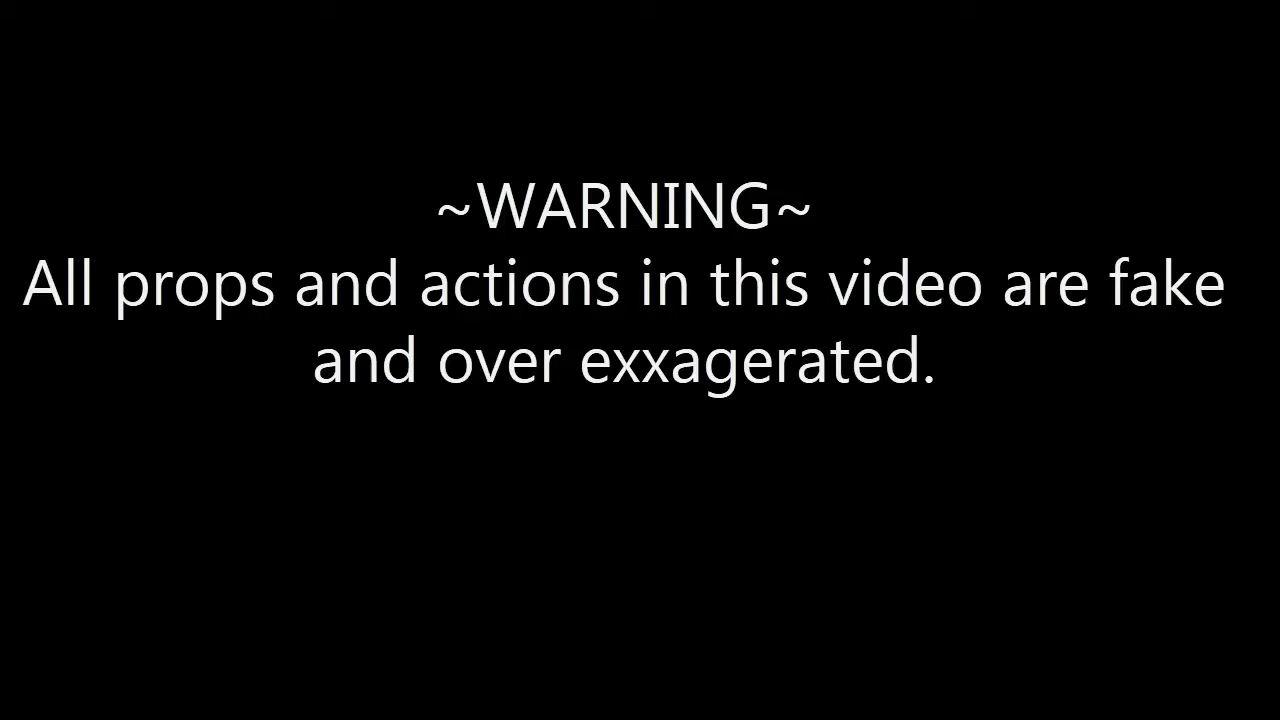 ~WARNING~
All props and actions in this video are fake
and over exxagerated.